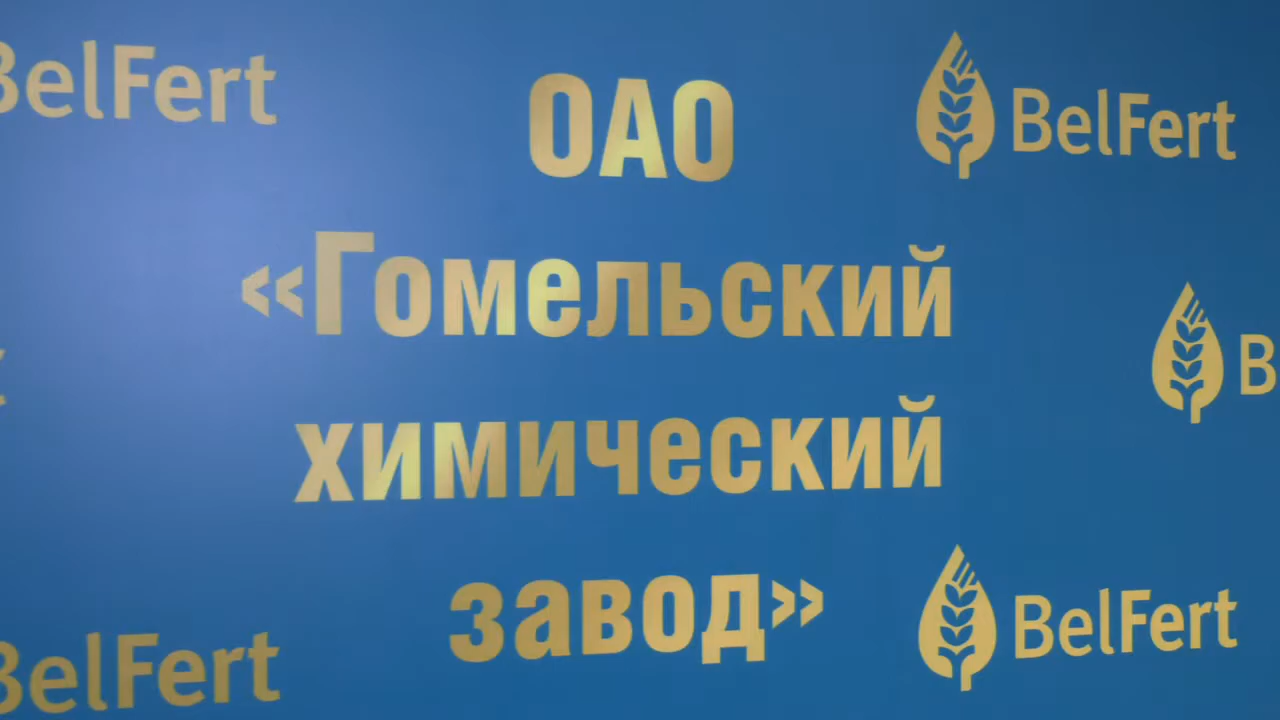 BelFert
ОАО
BelFert
«Гомельский
химический
завод»
BelFert
BelFert